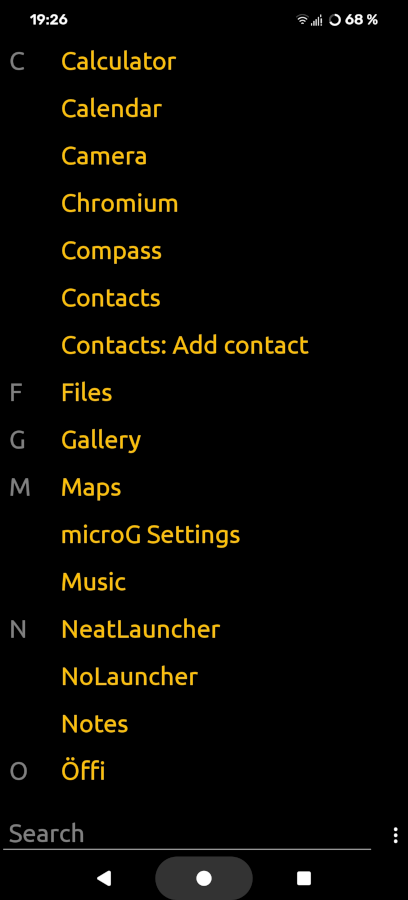 19:26 68 %
C Calculator
Calendar
Camera
Chromium
Compass
Contacts
Contacts: Add contact
F Files
G Gallery
M Maps
microG Settings
Music
N NeatLauncher
NoLauncher
Notes
O Öffi
Search